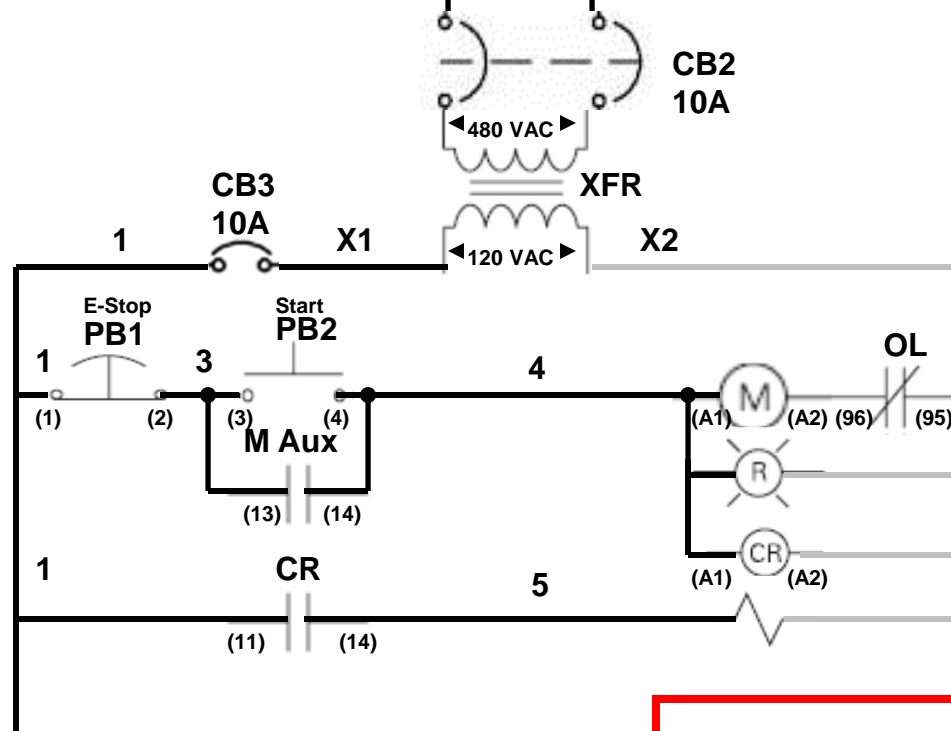 CB2
10A
480 VAC
XFR
CB3
10A
1
X1
120 VAC
X2
E-Stop
PB1
Start
PB2
OL
1
3
4
M
(1)
(2)
(3)
(4)
(A1)
(A2)
(96)
(95)
M Aux
R
(13)
(14)
CR
(A1)
(A2)
1
CR
5
(11)
(14)